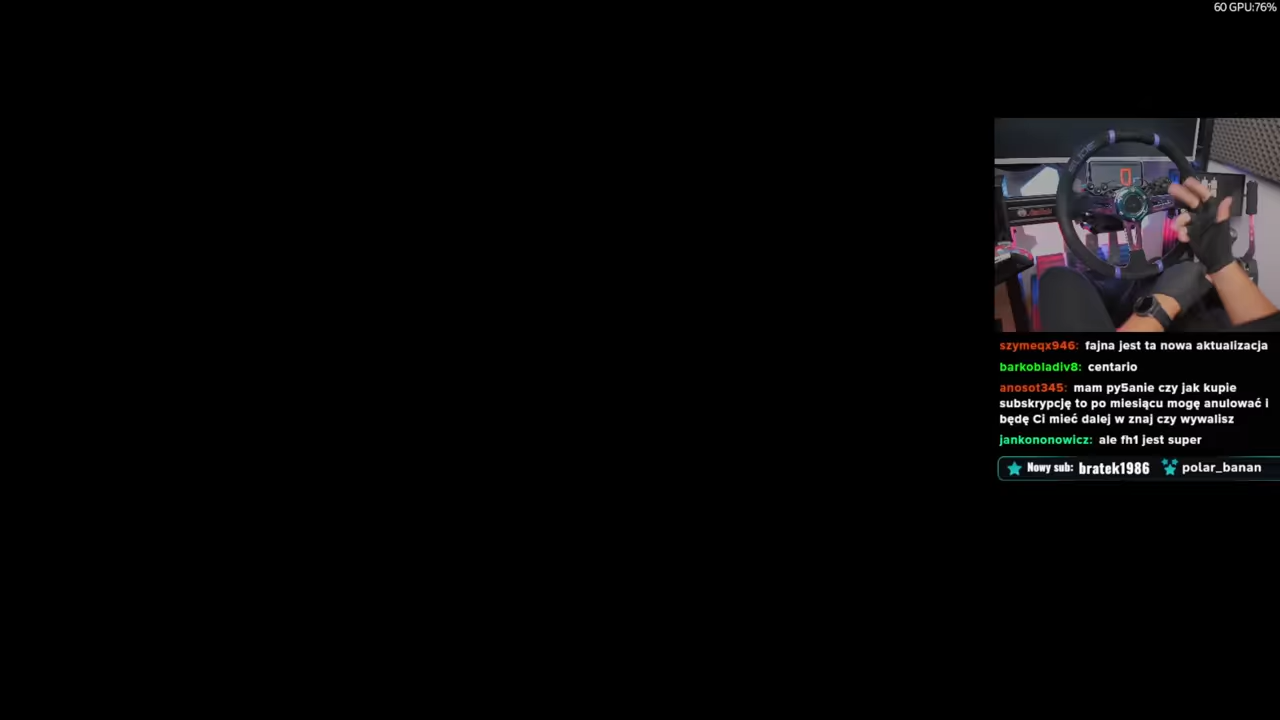 60 GPU:76%
szymeqx946: fajna jest ta nowa aktualizacja
barkobladiv8: centario
anosot345: mam py5anie czy jak kupie
subskrypcję to po miesiącu mogę anulować i
będę Ci mieć dalej w znaj czy wywalisz
jankononowicz: ale fh1 jest super
Nowy sub: bratek1986 polar_banan